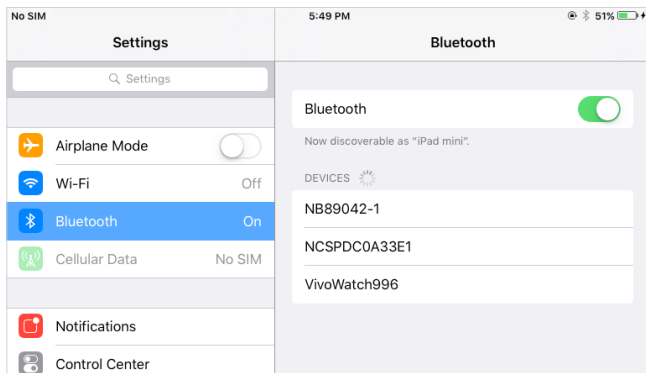 No SIM 5:49 PM 51%
Settings Bluetooth
Settings
Bluetooth
Now discoverable as “iPad mini”.
Airplane Mode
Wi-Fi Off
Bluetooth On
Cellular Data No SIM
Notifications
Control Center
DEVICES
NB89042-1
NCSPDC0A33E1
VivoWatch996